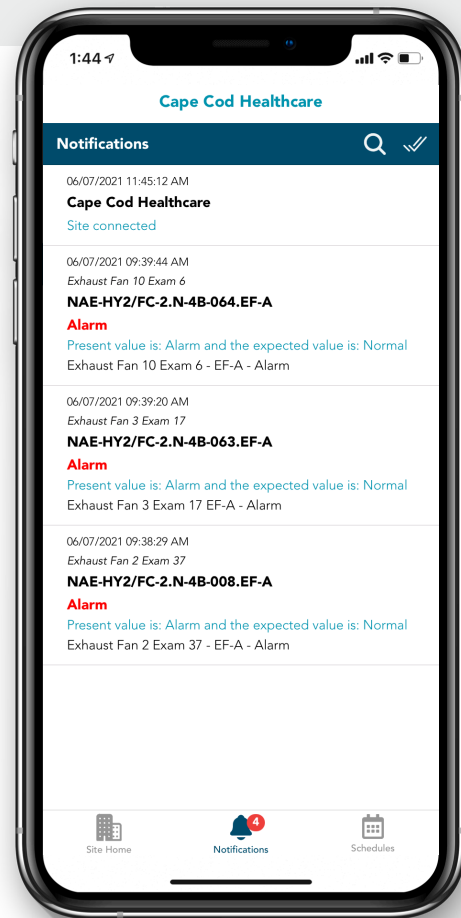 1:44
Cape Cod Healthcare
Notifications
06/07/2021 11:45:12 AM
Cape Cod Healthcare
Site connected
06/07/2021 09:39:44 AM
Exhaust Fan 10 Exam 6
NAE-HY2/FC-2.N-4B-064.EF-A
Alarm
Present value is: Alarm and the expected value is: Normal
Exhaust Fan 10 Exam 6 - EF-A - Alarm
06/07/2021 09:39:20 AM
Exhaust Fan 3 Exam 17
NAE-HY2/FC-2.N-4B-063.EF-A
Alarm
Present value is: Alarm and the expected value is: Normal
Exhaust Fan 3 Exam 17 EF-A - Alarm
06/07/2021 09:38:29 AM
Exhaust Fan 2 Exam 37
NAE-HY2/FC-2.N-4B-008.EF-A
Alarm
Present value is: Alarm and the expected value is: Normal
Exhaust Fan 2 Exam 37 - EF-A - Alarm
4
Site Home Notifications Schedules